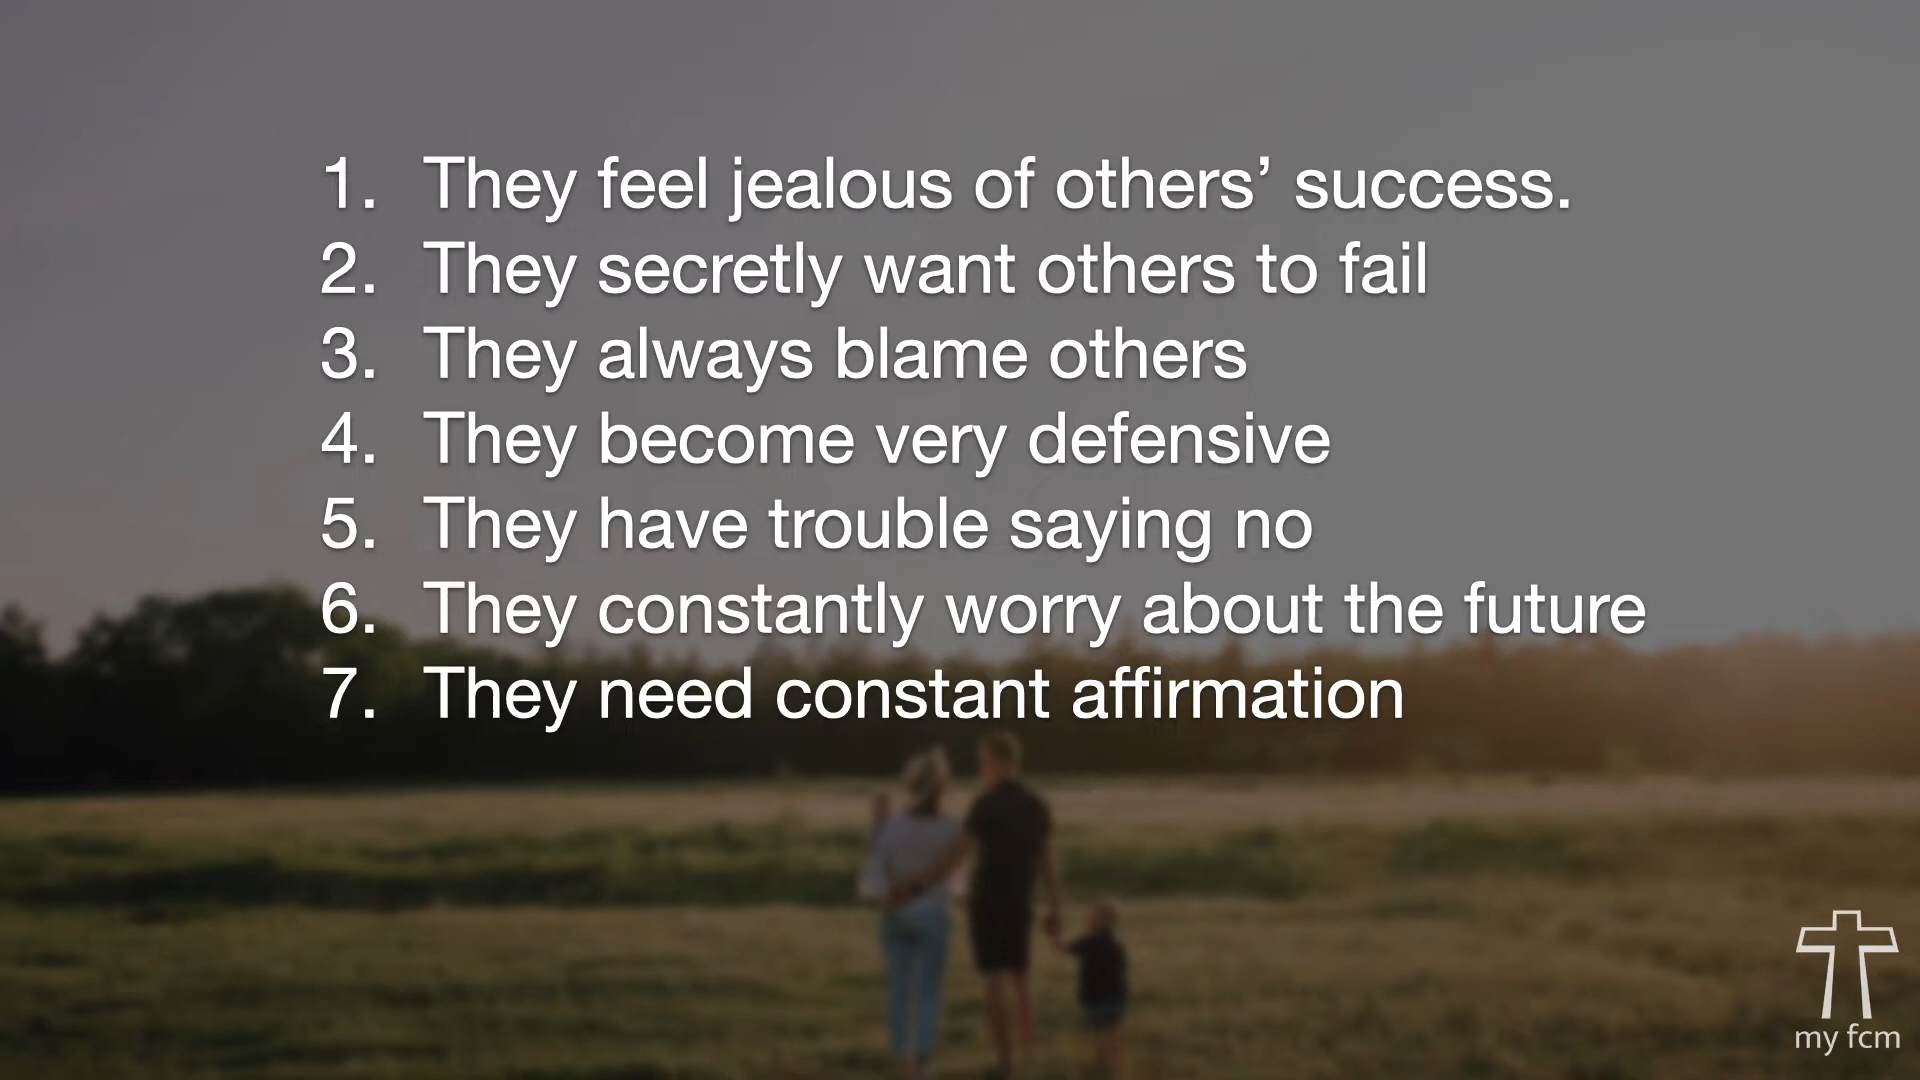 1. They feel jealous of others’ success.
2. They secretly want others to fail
3. They always blame others
4. They become very defensive
5. They have trouble saying no
6. They constantly worry about the future
7. They need constant affirmation
my fcm